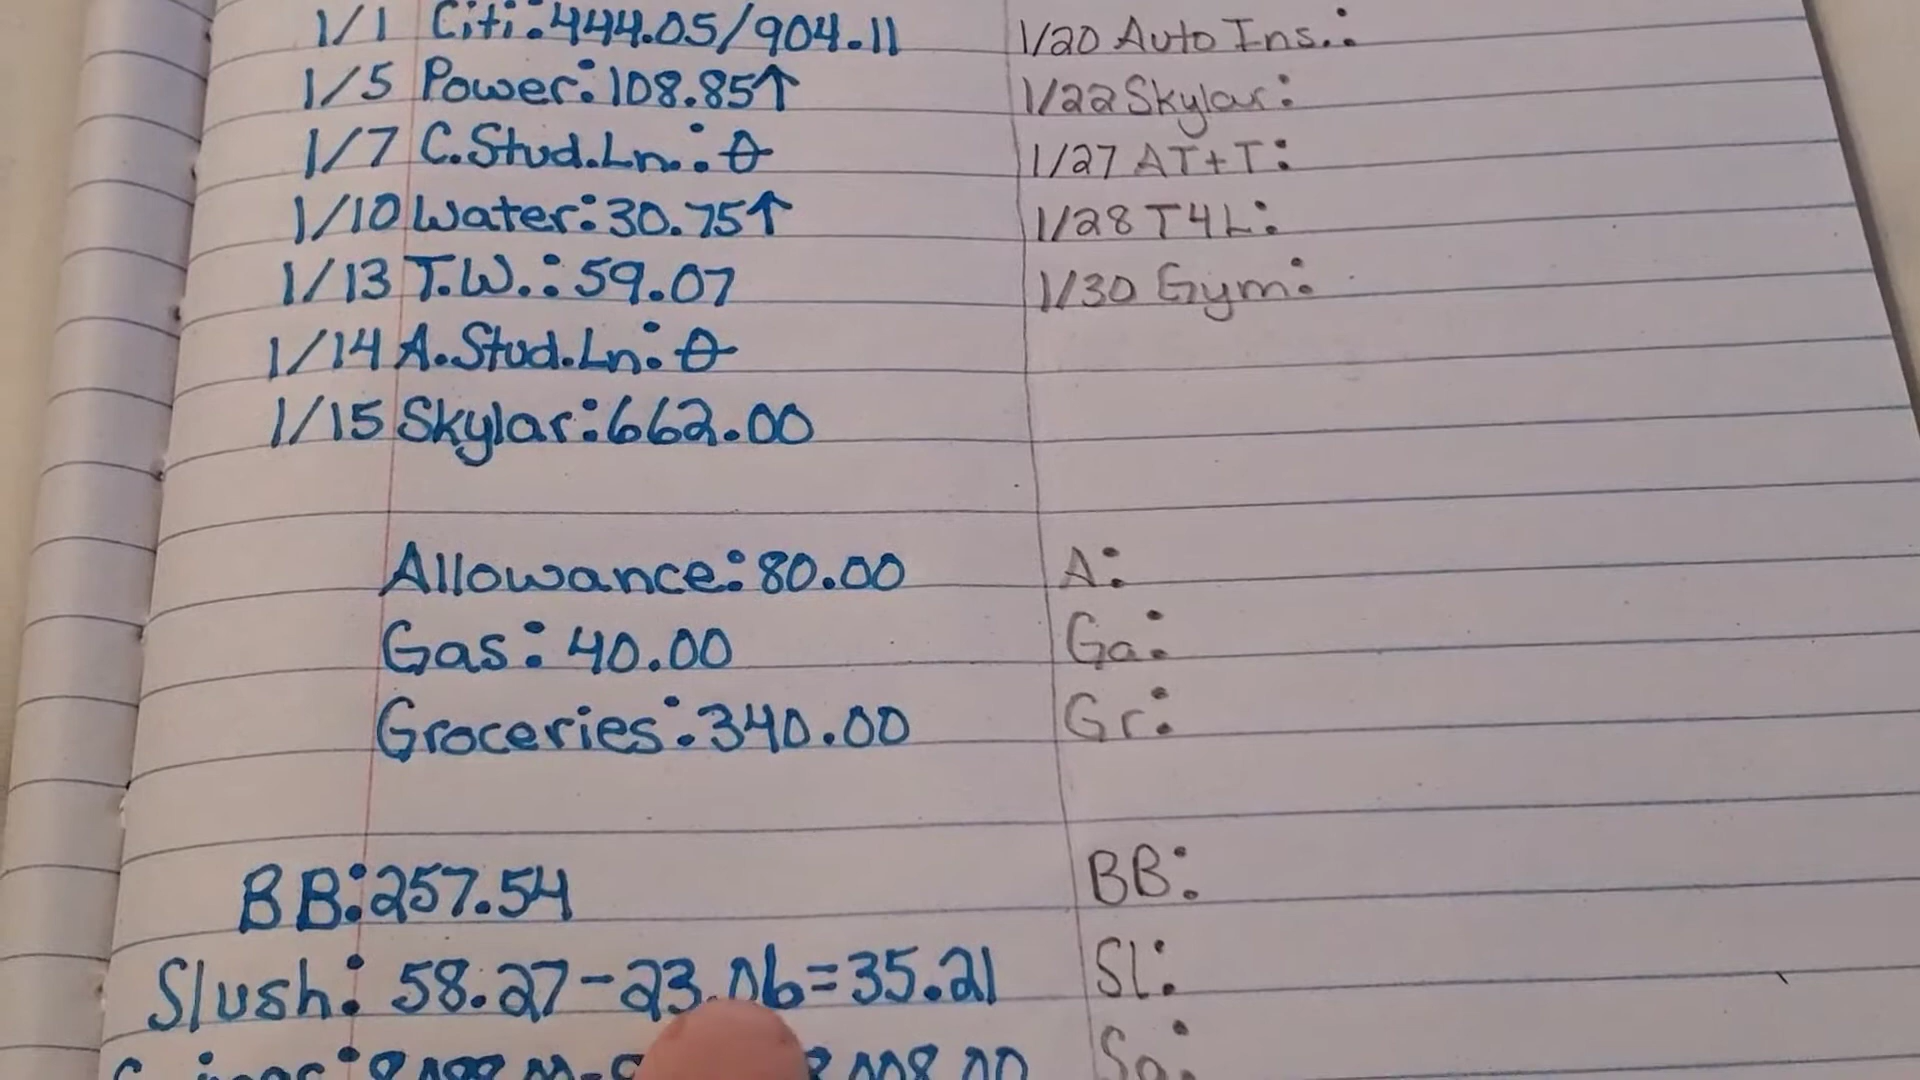 1/1 Citi: 444.05/904.11
1/5 Power: 108.85↑
1/7 C.Stud.Ln.: 0
1/10 Water: 30.75↑
1/13 T.W.: 59.07
1/14 A.Stud.Ln: 0
1/15 Skylar: 662.00
Allowance: 80.00
Gas: 40.00
Groceries: 340.00
BB: 257.54
Slush: 58.27-23.06=35.21
1/20 Auto Ins.:
1/22 Skylar:
1/27 AT+T:
1/28 T4L:
1/30 Gym:
A:
Ga:
Gr:
BB:
Sl:
Sa: